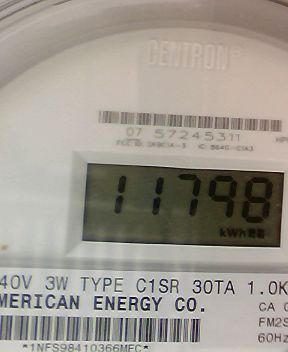 CENTRON®
07 57245311
11798
kWh
40V 3W TYPE C1SR 30TA 1.0K
MERICAN ENERGY CO.
CA
FM2S
60Hz
*1NFS98410366MEC*